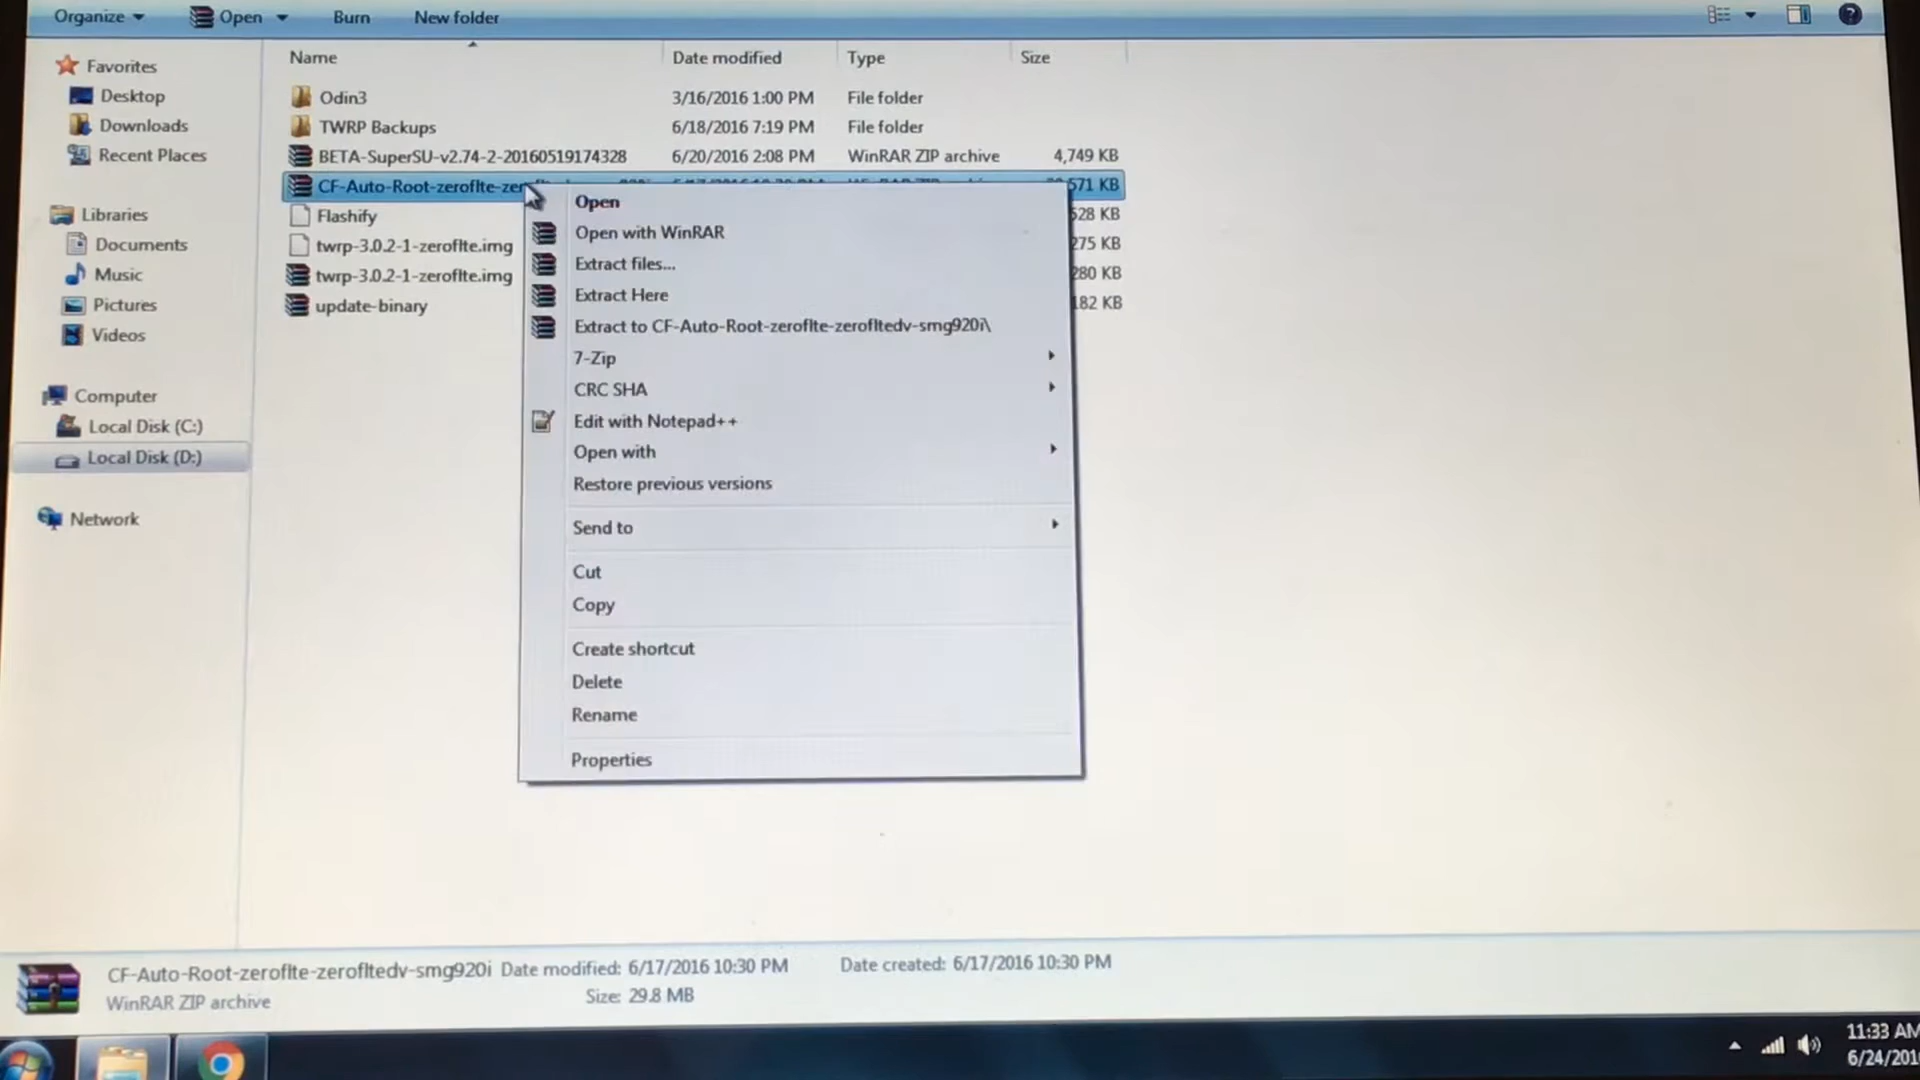 Organize Open Burn New folder
Name Date modified Type Size
Favorites
Desktop
Downloads
Recent Places
Libraries
Documents
Music
Pictures
Videos
Computer
Local Disk (C:)
Local Disk (D:)
Network
Odin3 3/16/2016 1:00 PM File folder
TWRP Backups 6/18/2016 7:19 PM File folder
BETA-SuperSU-v2.74-2-20160519174328 6/20/2016 2:08 PM WinRAR ZIP archive 4,749 KB
CF-Auto-Root-zeroflte-zer 571 KB
Flashify 528 KB
twrp-3.0.2-1-zeroflte.img 275 KB
twrp-3.0.2-1-zeroflte.img 280 KB
update-binary 182 KB
Open
Open with WinRAR
Extract files...
Extract Here
Extract to CF-Auto-Root-zeroflte-zerofltedv-smg920i\
7-Zip
CRC SHA
Edit with Notepad++
Open with
Restore previous versions
Send to
Cut
Copy
Create shortcut
Delete
Rename
Properties
CF-Auto-Root-zeroflte-zerofltedv-smg920i Date modified: 6/17/2016 10:30 PM Date created: 6/17/2016 10:30 PM
WinRAR ZIP archive Size: 29.8 MB
11:33 AM
6/24/201